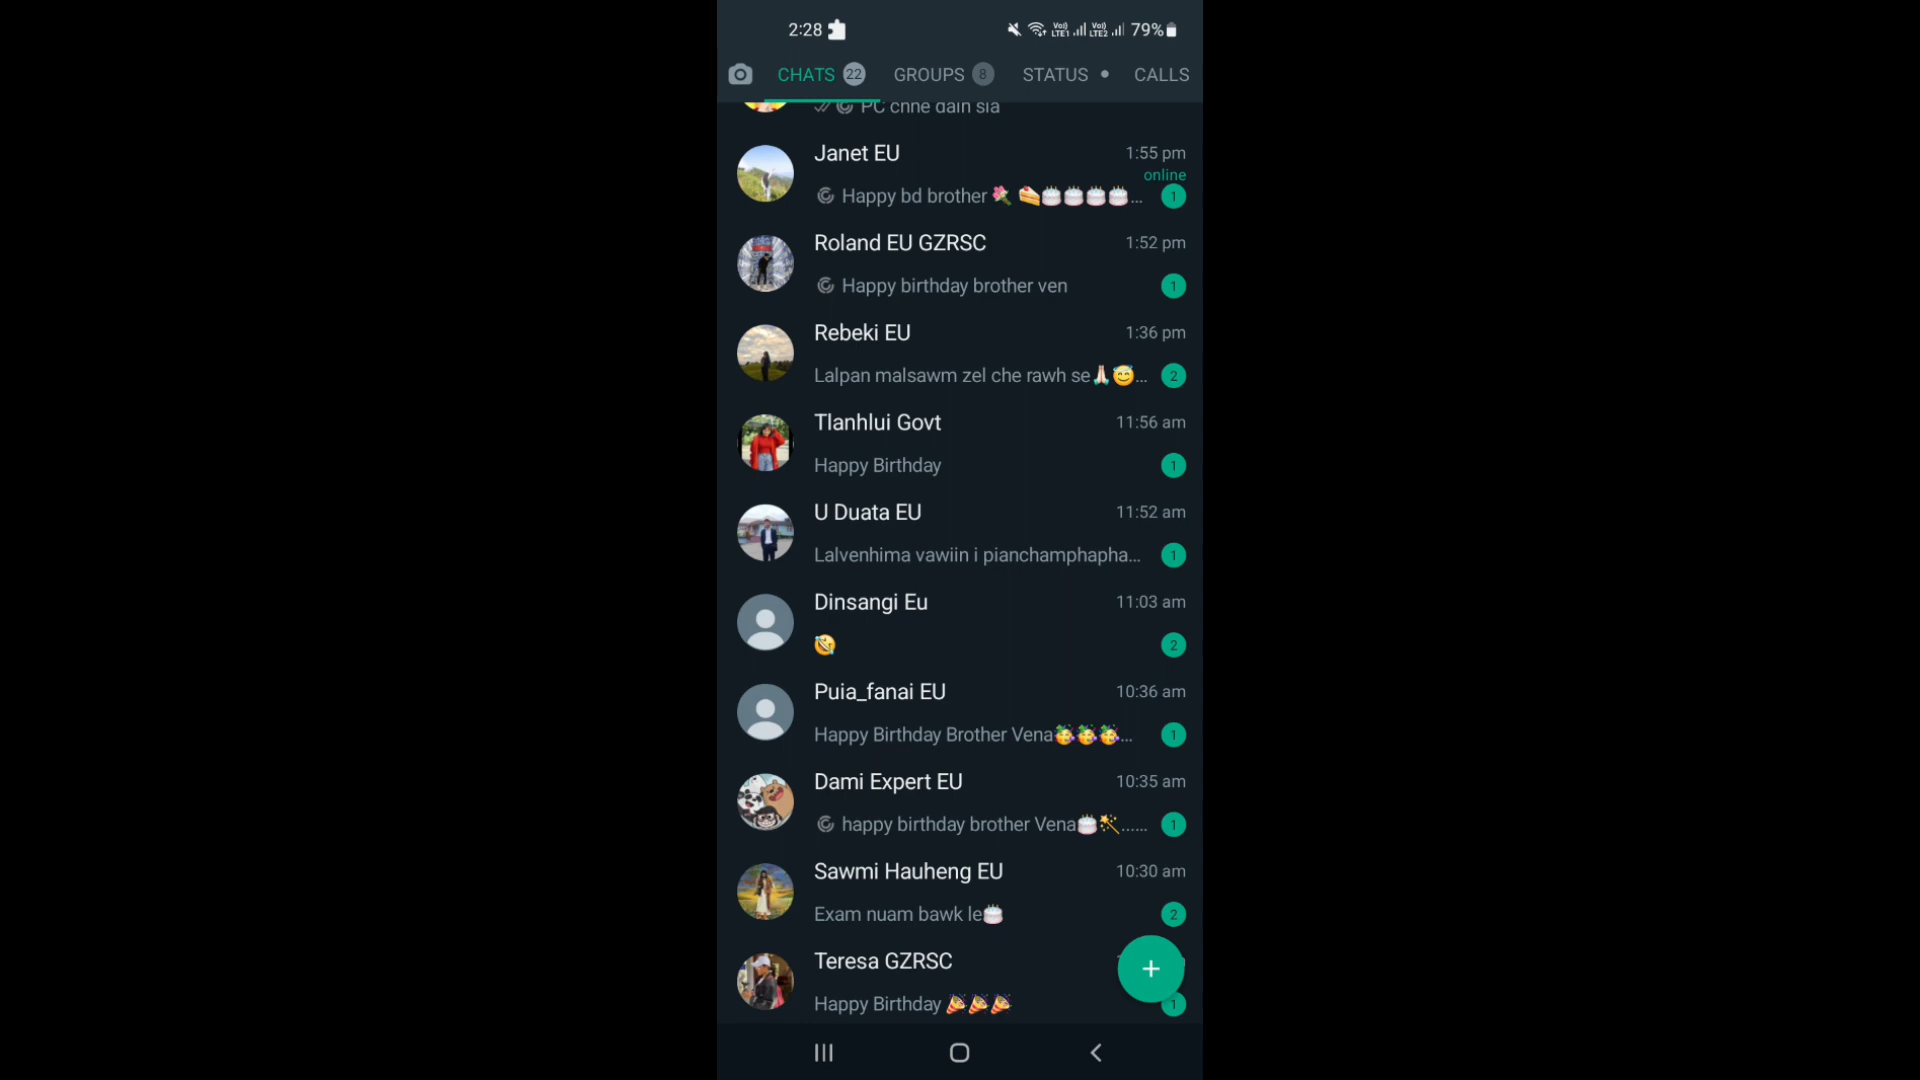 2:28 79%
CHATS 22 GROUPS 8 STATUS CALLS
PC chhe dain sia
Janet EU 1:55 pm
online
Happy bd brother 1
Roland EU GZRSC 1:52 pm
Happy birthday brother ven 1
Rebeki EU 1:36 pm
Lalpan malsawm zel che rawh se🙏🏻😇... 2
Tlanhlui Govt 11:56 am
Happy Birthday 1
U Duata EU 11:52 am
Lalvenhima vawiin i pianchamphapha... 1
Dinsangi Eu 11:03 am
🤣 2
Puia_fanai EU 10:36 am
Happy Birthday Brother Vena🥳🥳🥳... 1
Dami Expert EU 10:35 am
happy birthday brother Vena🎂🪄...... 1
Sawmi Hauheng EU 10:30 am
Exam nuam bawk le🎂 2
Teresa GZRSC
Happy Birthday 🎉🎉🎉 1